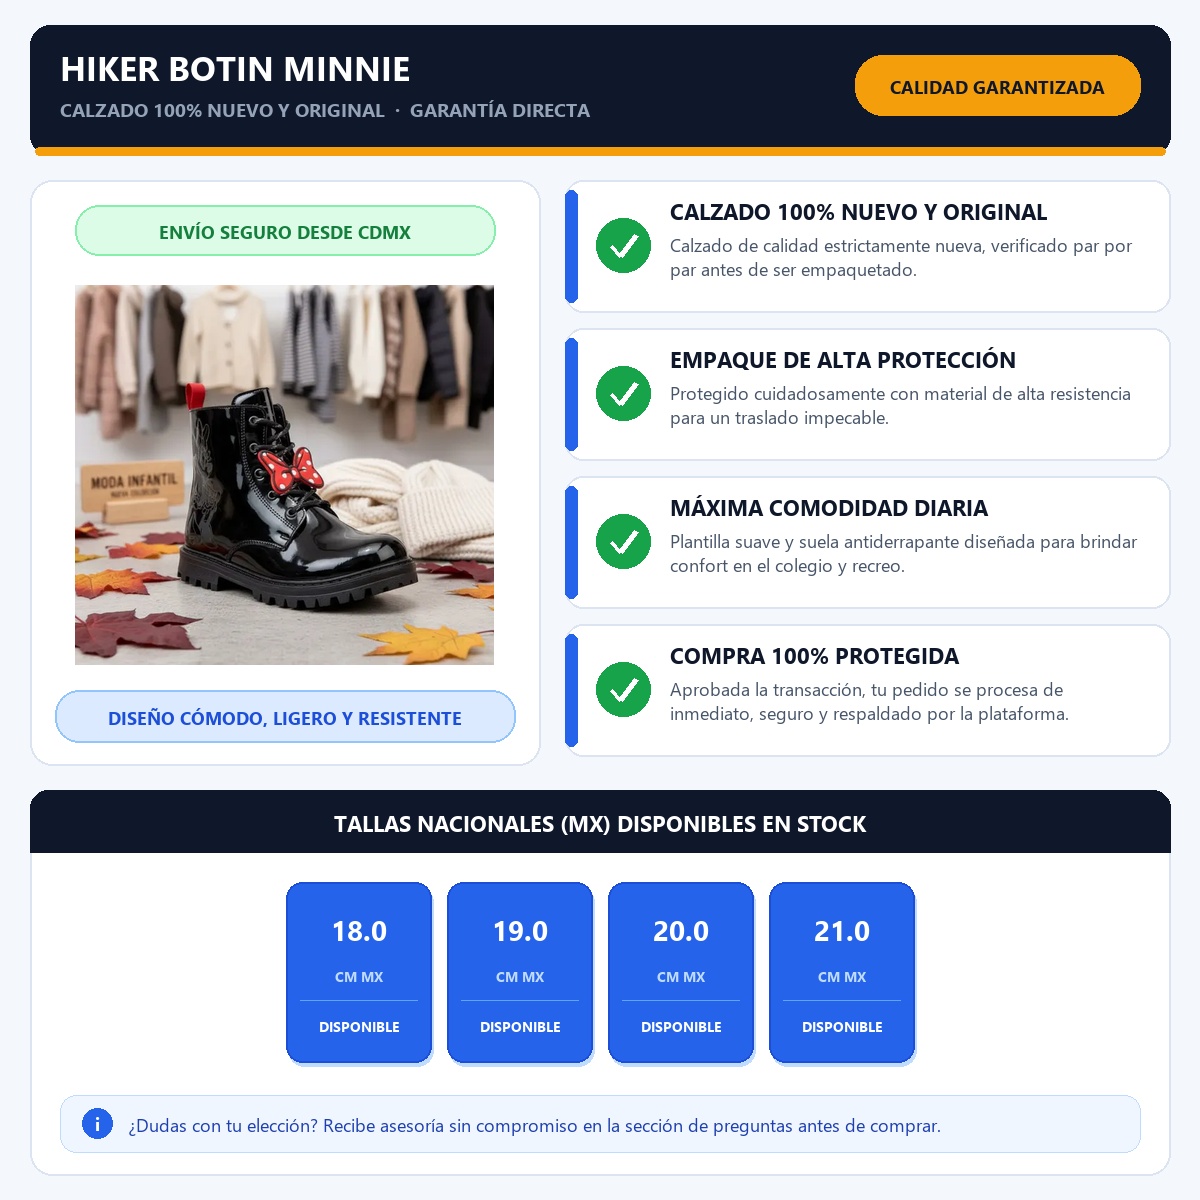 HIKER BOTIN MINNIE
CALZADO 100% NUEVO Y ORIGINAL · GARANTÍA DIRECTA
CALIDAD GARANTIZADA
ENVÍO SEGURO DESDE CDMX
MODA INFANTIL
NUEVA COLECCIÓN
DISEÑO CÓMODO, LIGERO Y RESISTENTE
CALZADO 100% NUEVO Y ORIGINAL
Calzado de calidad estrictamente nueva, verificado par por
par antes de ser empaquetado.
EMPAQUE DE ALTA PROTECCIÓN
Protegido cuidadosamente con material de alta resistencia
para un traslado impecable.
MÁXIMA COMODIDAD DIARIA
Plantilla suave y suela antiderrapante diseñada para brindar
confort en el colegio y recreo.
COMPRA 100% PROTEGIDA
Aprobada la transacción, tu pedido se procesa de
inmediato, seguro y respaldado por la plataforma.
TALLAS NACIONALES (MX) DISPONIBLES EN STOCK
18.0
CM MX
DISPONIBLE
19.0
CM MX
DISPONIBLE
20.0
CM MX
DISPONIBLE
21.0
CM MX
DISPONIBLE
¿Dudas con tu elección? Recibe asesoría sin compromiso en la sección de preguntas antes de comprar.